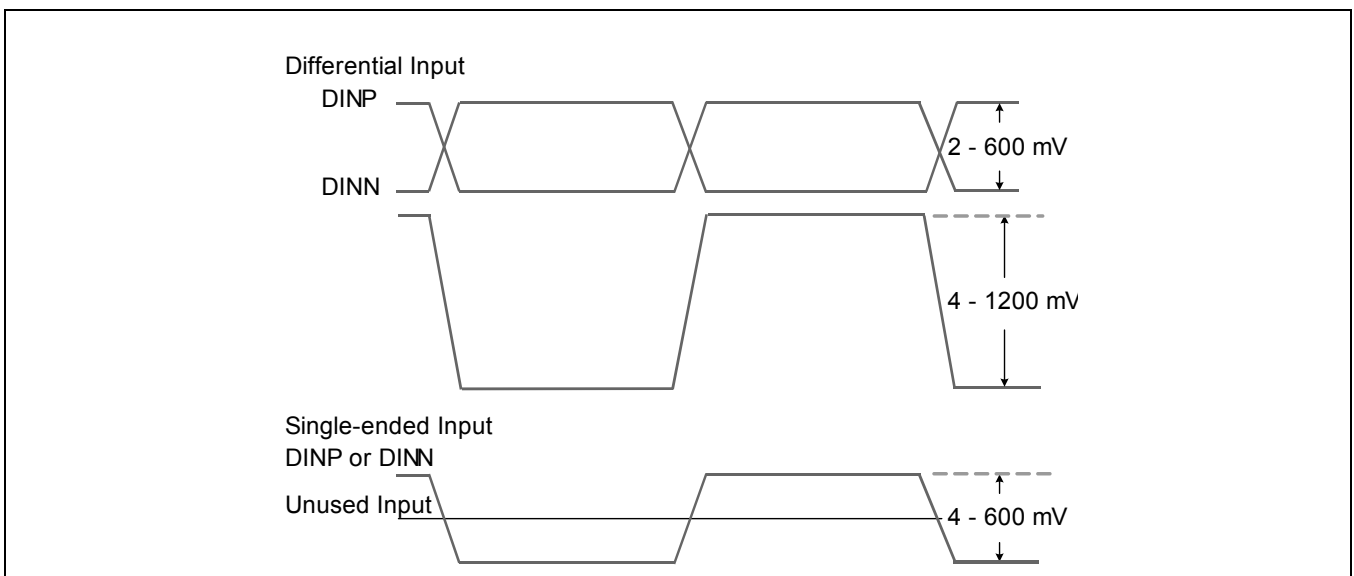 Differential Input
DINP
2 - 600 mV
DINN
4 - 1200 mV
Single-ended Input
DINP or DINN
Unused Input
4 - 600 mV